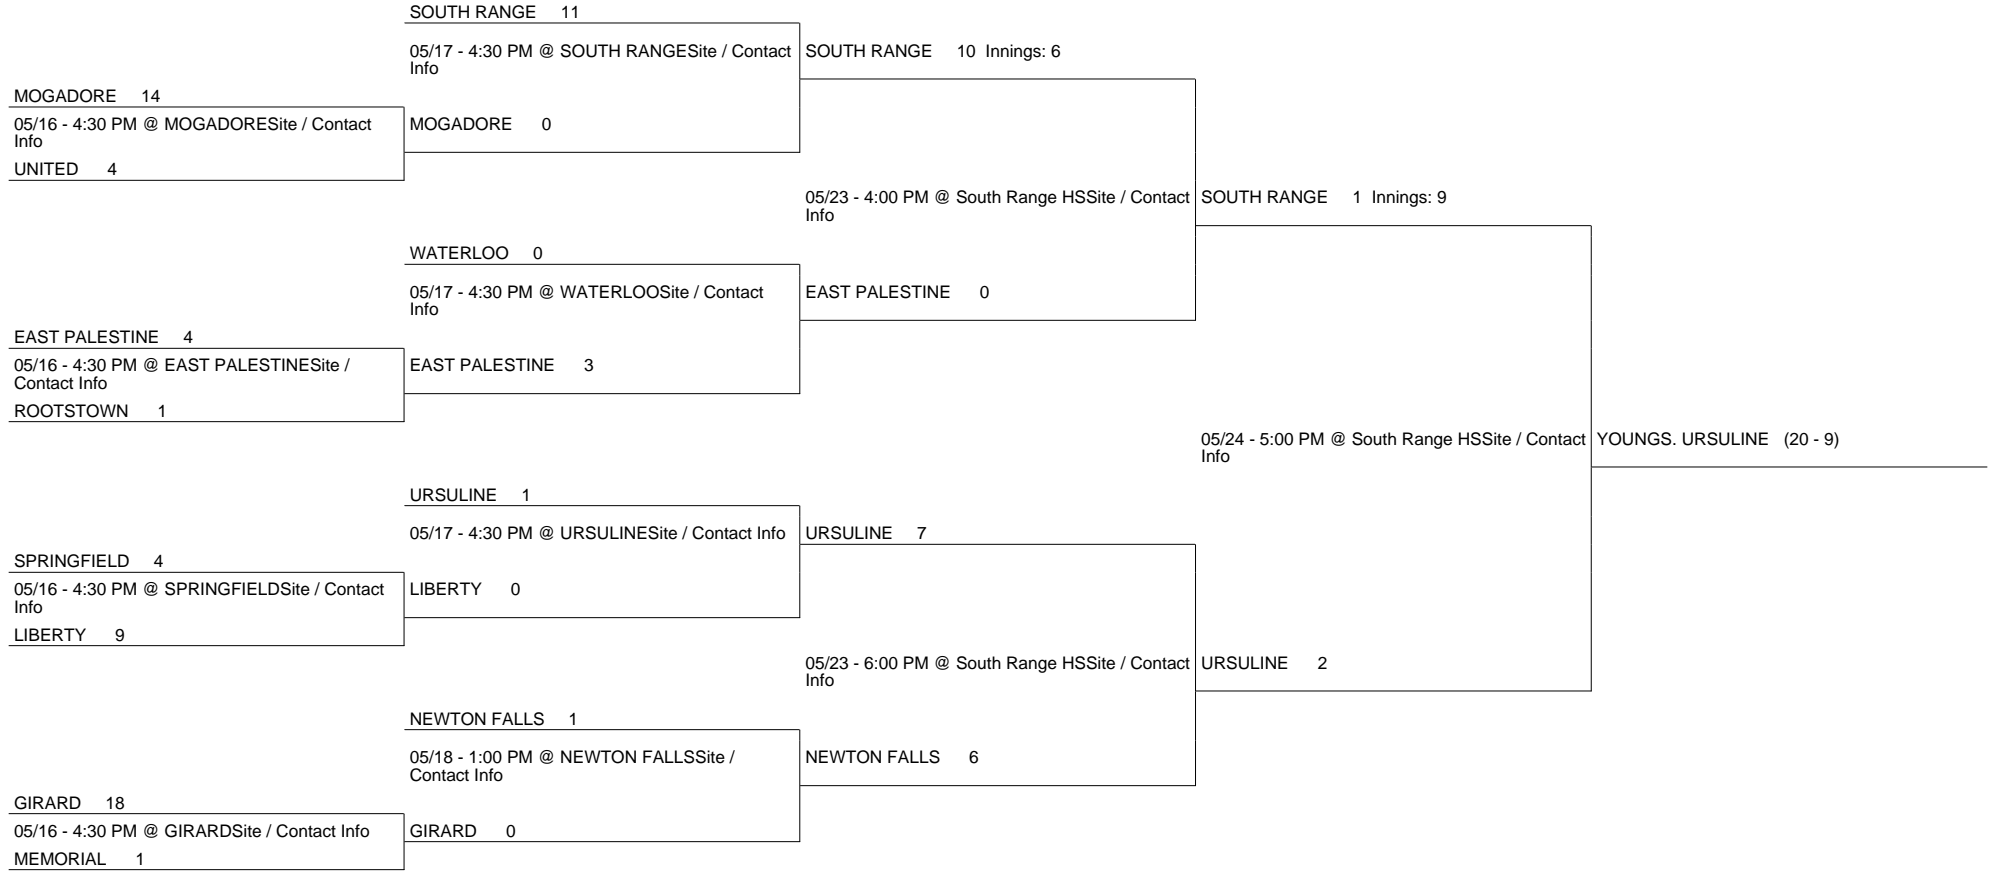 SOUTH RANGE 11
05/17 - 4:30 PM @ SOUTH RANGESite / Contact
Info
MOGADORE 0
MOGADORE 14
05/16 - 4:30 PM @ MOGADORESite / Contact
Info
UNITED 4
SOUTH RANGE 10 Innings: 6
05/23 - 4:00 PM @ South Range HSSite / Contact
Info
SOUTH RANGE 1 Innings: 9
WATERLOO 0
05/17 - 4:30 PM @ WATERLOOSite / Contact
Info
EAST PALESTINE 0
EAST PALESTINE 4
05/16 - 4:30 PM @ EAST PALESTINESite /
Contact Info
ROOTSTOWN 1
EAST PALESTINE 3
05/24 - 5:00 PM @ South Range HSSite / Contact
Info
YOUNGS. URSULINE (20 - 9)
URSULINE 1
05/17 - 4:30 PM @ URSULINESite / Contact Info
URSULINE 7
SPRINGFIELD 4
05/16 - 4:30 PM @ SPRINGFIELDSite / Contact
Info
LIBERTY 9
LIBERTY 0
05/23 - 6:00 PM @ South Range HSSite / Contact
Info
URSULINE 2
NEWTON FALLS 1
05/18 - 1:00 PM @ NEWTON FALLSSite /
Contact Info
NEWTON FALLS 6
GIRARD 18
05/16 - 4:30 PM @ GIRARDSite / Contact Info
MEMORIAL 1
GIRARD 0